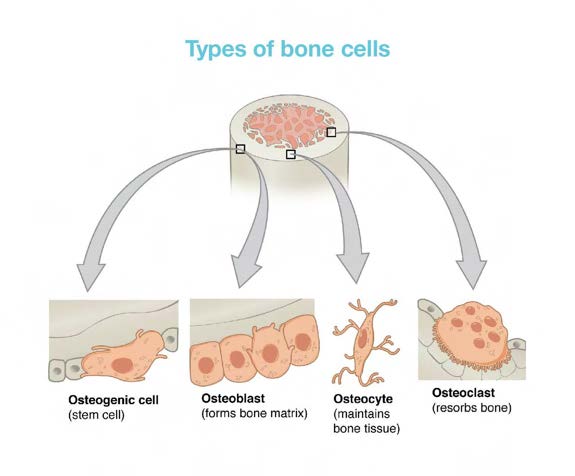 Types of bone cells
Osteogenic cell
(stem cell)
Osteoblast
(forms bone matrix)
Osteocyte
(maintains
bone tissue)
Osteoclast
(resorbs bone)